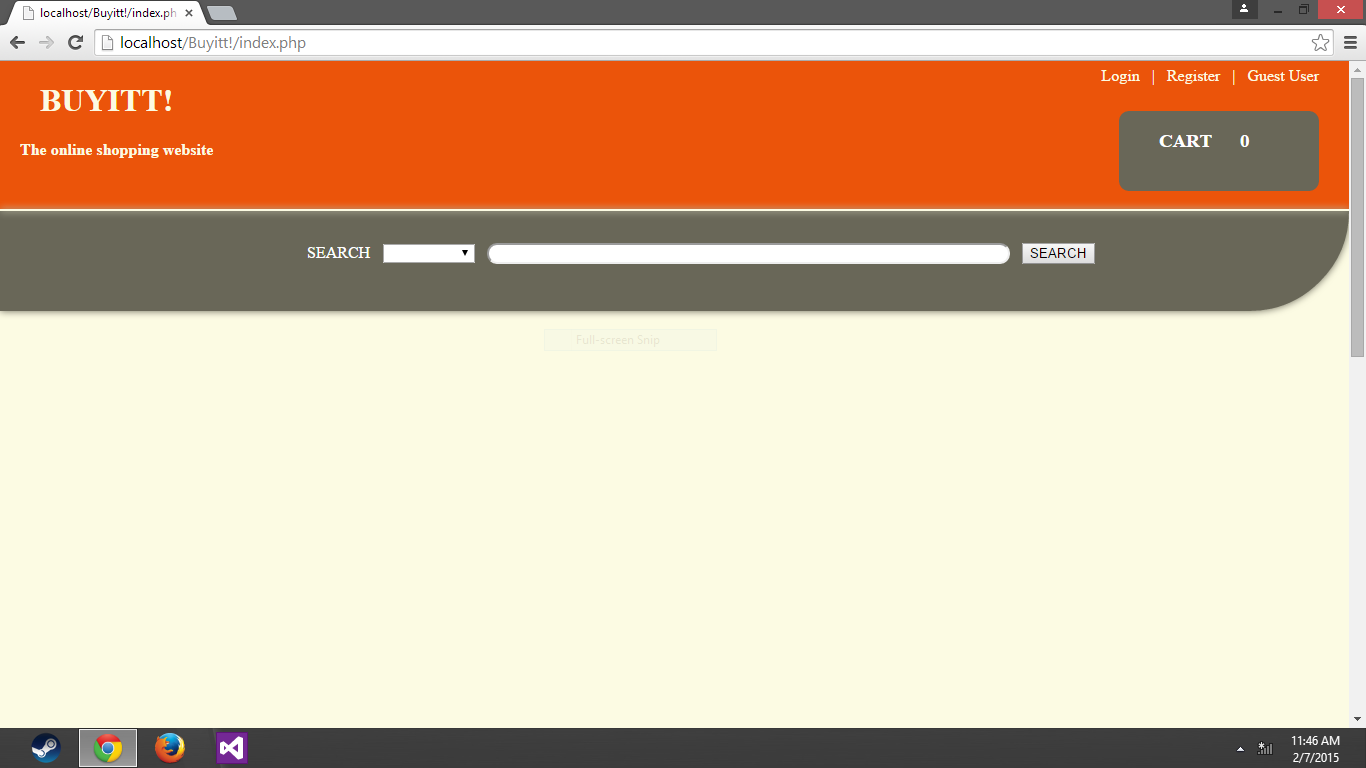 localhost/Buyitt!/index.ph
localhost/Buyitt!/index.php
Login | Register | Guest User
BUYITT!
CART 0
The online shopping website
SEARCH SEARCH
Full-screen Snip
11:46 AM
2/7/2015